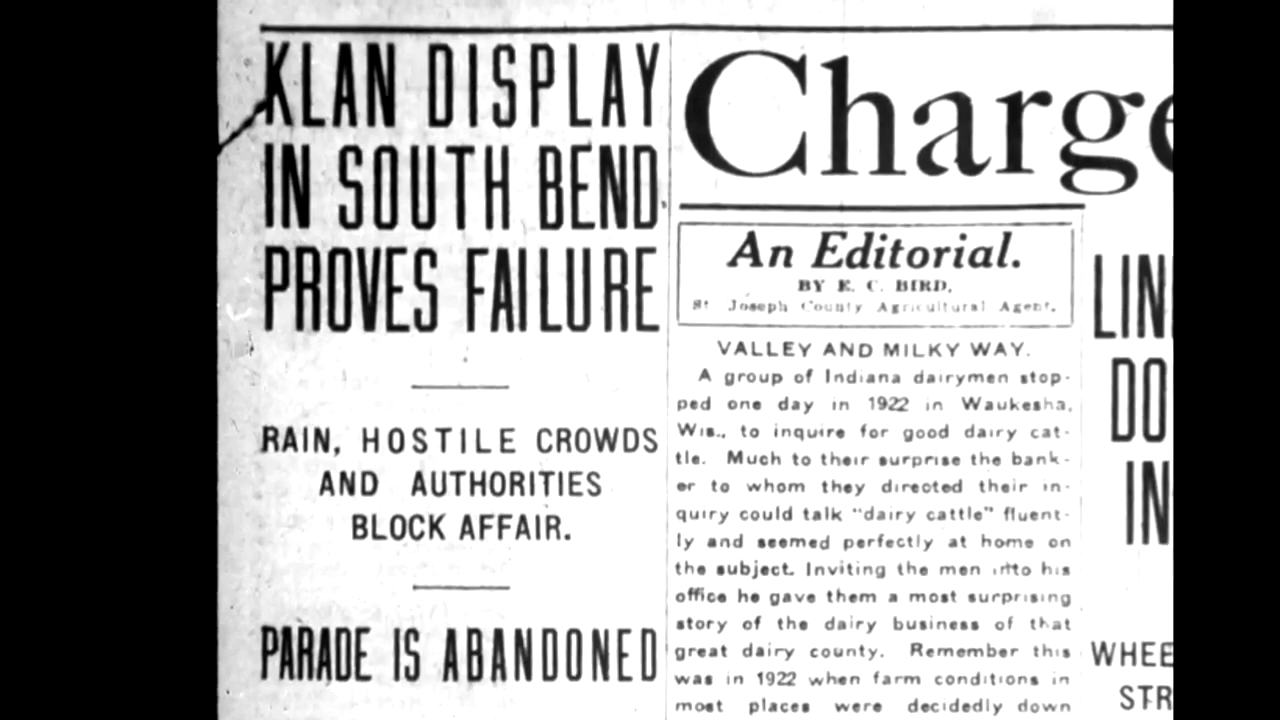 KLAN DISPLAY
IN SOUTH BEND
PROVES FAILURE
RAIN, HOSTILE CROWDS
AND AUTHORITIES
BLOCK AFFAIR.
PARADE IS ABANDONED
Charge
An Editorial.
BY E. C. BIRD,
St. Joseph County Agricultural Agent.
VALLEY AND MILKY WAY.
A group of Indiana dairymen stop-
ped one day in 1922 in Waukesha,
Wis., to inquire for good dairy cat-
tle. Much to their surprise the bank-
er to whom they directed their in-
quiry could talk "dairy cattle" fluent-
ly and seemed perfectly at home on
the subject. Inviting the men into his
office he gave them a most surprising
story of the dairy business of that
great dairy county. Remember this
was in 1922 when farm conditions in
most places were decidedly down
LIN
DO
IN
WHEE
STR